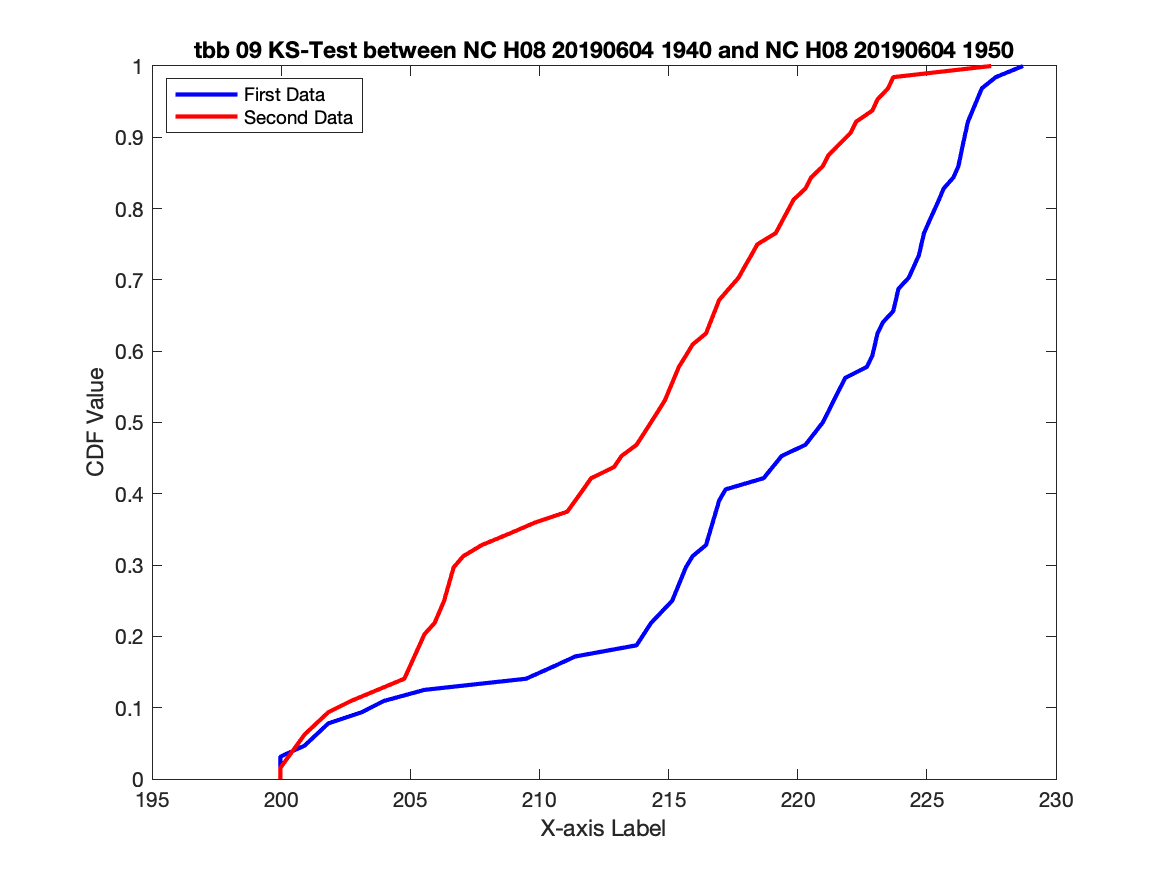 tbb 09 KS-Test between NC H08 20190604 1940 and NC H08 20190604 1950
First Data
Second Data
1
0.9
0.8
0.7
0.6
0.5
0.4
0.3
0.2
0.1
0
CDF Value
195 200 205 210 215 220 225 230
X-axis Label